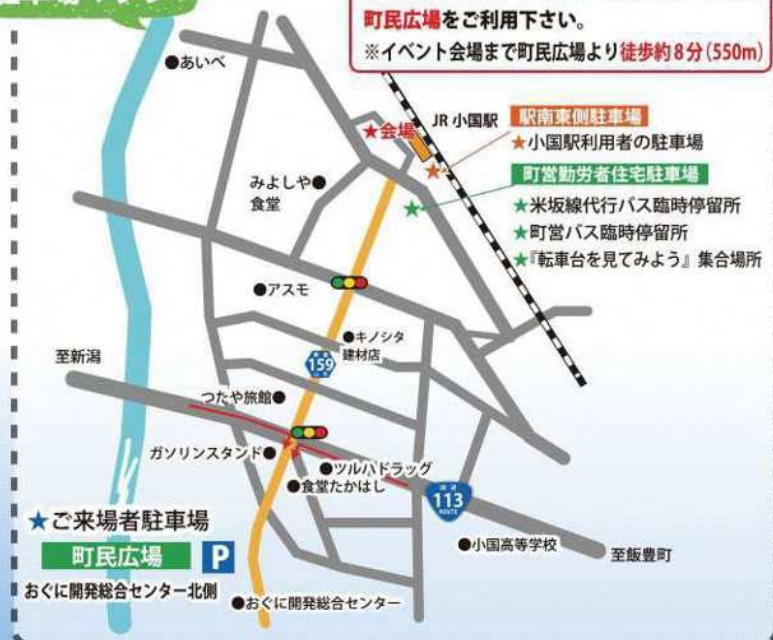 町民広場をご利用下さい。
※イベント会場まで町民広場より徒歩約8分(550m)
●あいべ
★会場
JR 小国駅
駅南東側駐車場
★小国駅利用者の駐車場
町営勤労者住宅駐車場
★米坂線代行バス臨時停留所
★町営バス臨時停留所
★『転車台を見てみよう』集合場所
みよしや●
食堂
●アスモ
●キノシタ
建材店
159
至新潟
つたや旅館●
ガソリンスタンド●
●ツルハドラッグ
●食堂たかはし
国道
113
ROUTE
●小国高等学校
至飯豊町
★ご来場者駐車場
町民広場 P
おぐに開発総合センター北側
●おぐに開発総合センター